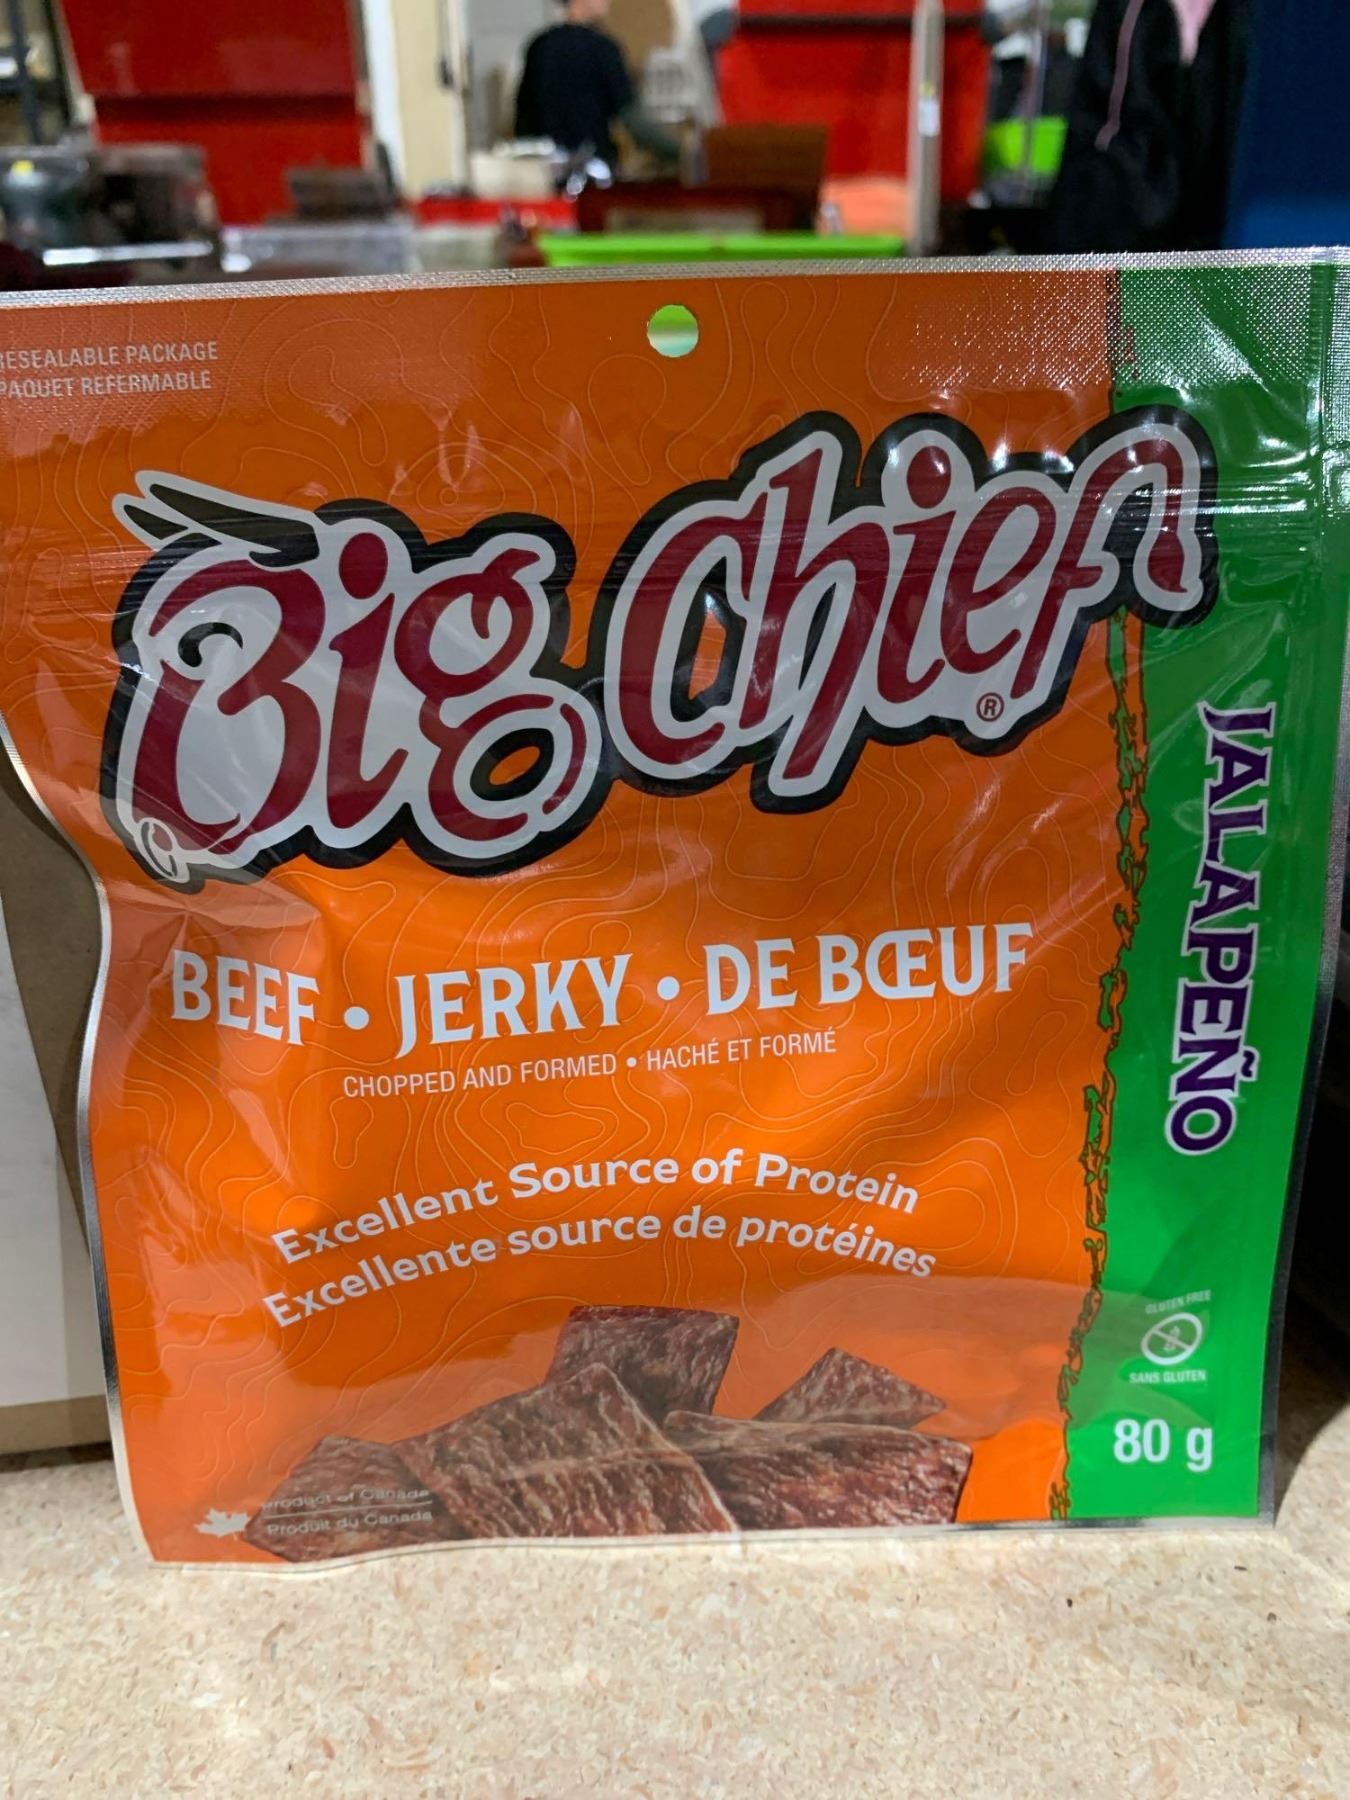 RESEALABLE PACKAGE
PAQUET REFERMABLE
Big Chief ®
JALAPEÑO
BEEF • JERKY • DE BŒUF
CHOPPED AND FORMED • HACHÉ ET FORMÉ
Excellent Source of Protein
Excellente source de protéines
GLUTEN FREE
SANS GLUTEN
80 g
Product of Canada
Produit du Canada